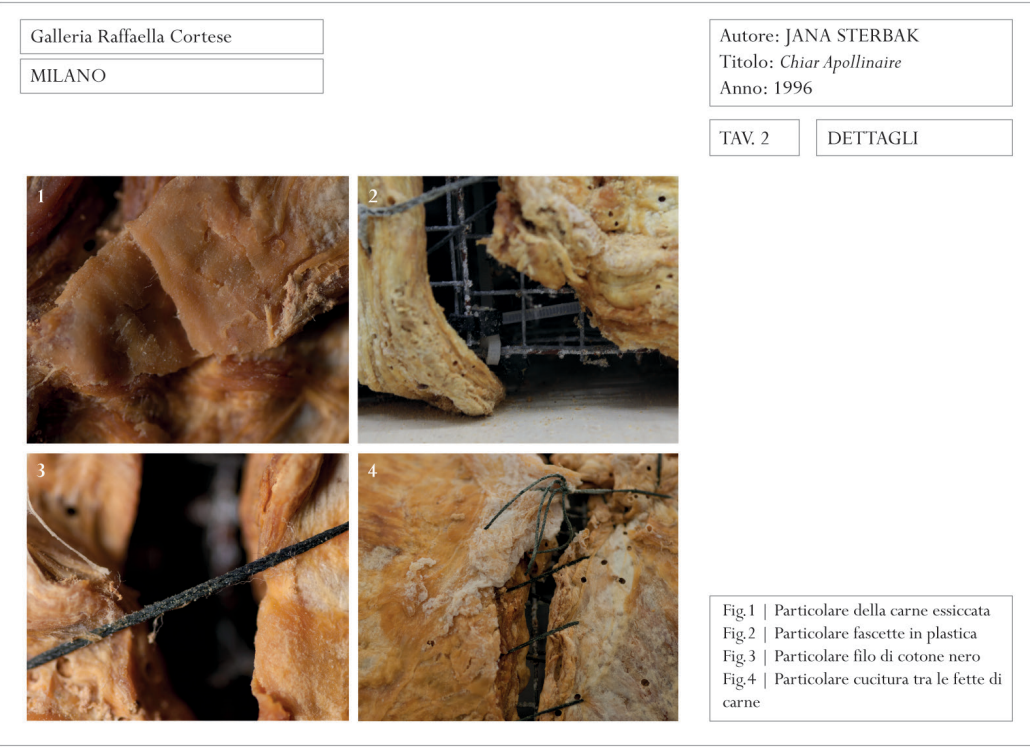 Galleria Raffaella Cortese
MILANO
Autore: JANA STERBAK
Titolo: Chiar Apollinaire
Anno: 1996
TAV. 2
DETTAGLI
1
2
3
4
Fig.1 | Particolare della carne essiccata
Fig.2 | Particolare fascette in plastica
Fig.3 | Particolare filo di cotone nero
Fig.4 | Particolare cucitura tra le fette di
carne